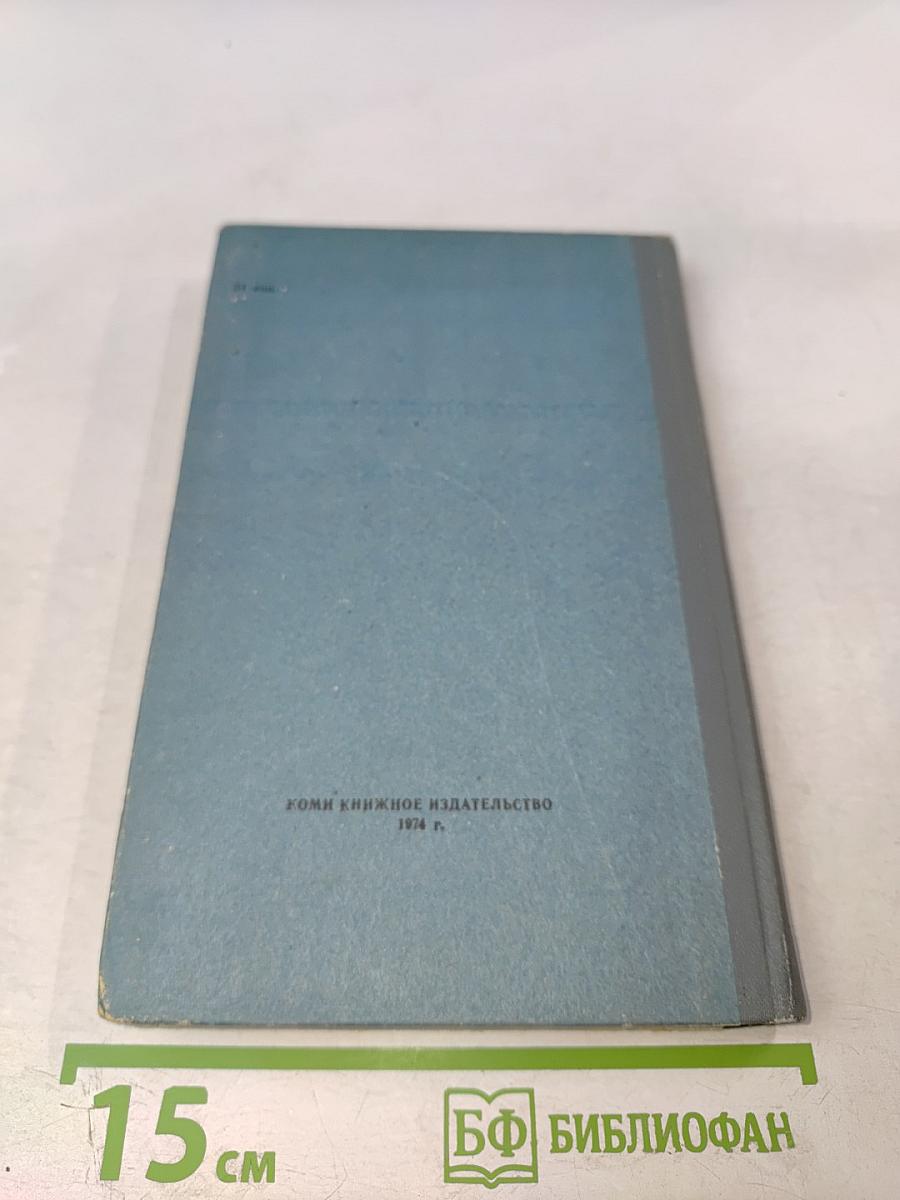 КОМИ КНИЖНОЕ ИЗДАТЕЛЬСТВО
1974 г.
15 см
БФ БИБЛИОФАН